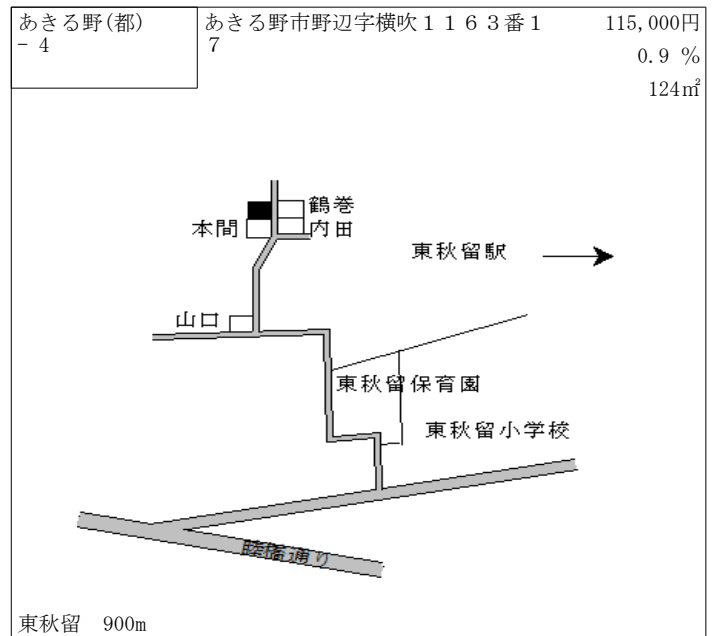 あきる野(都)
－４
あきる野市野辺字横吹１１６３番１
７
115,000円
0.9 %
124㎡
鶴巻
本間
内田
東秋留駅
山口
東秋留保育園
東秋留小学校
睦橋通り
東秋留　900m